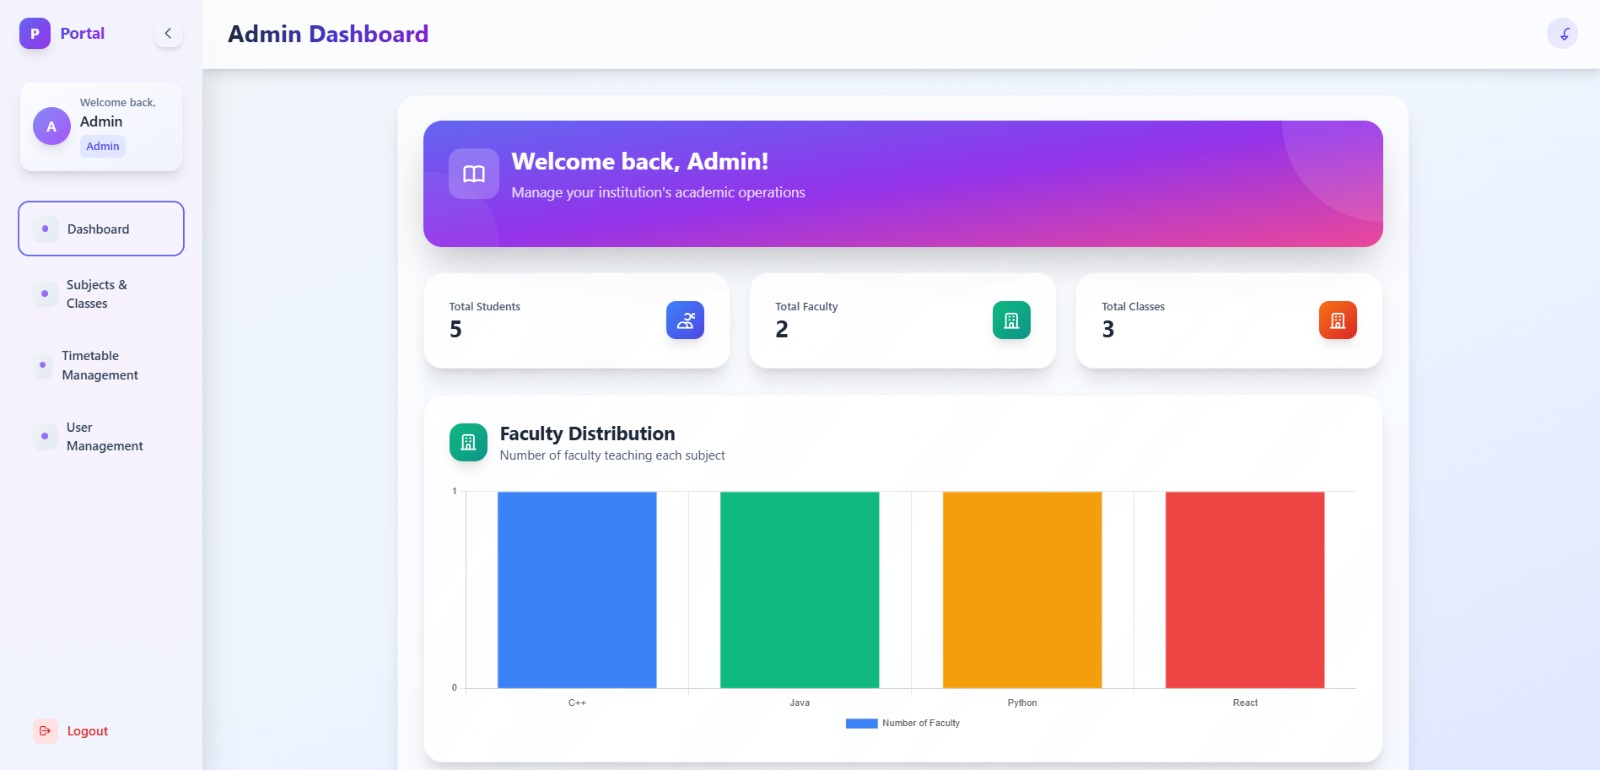 P Portal
Admin Dashboard
Welcome back,
A
Admin
Admin
Dashboard
Subjects &
Classes
Timetable
Management
User
Management
Logout
Welcome back, Admin!
Manage your institution's academic operations
Total Students
5
Total Faculty
2
Total Classes
3
Faculty Distribution
Number of faculty teaching each subject
1
0
C++ Java Python React
Number of Faculty